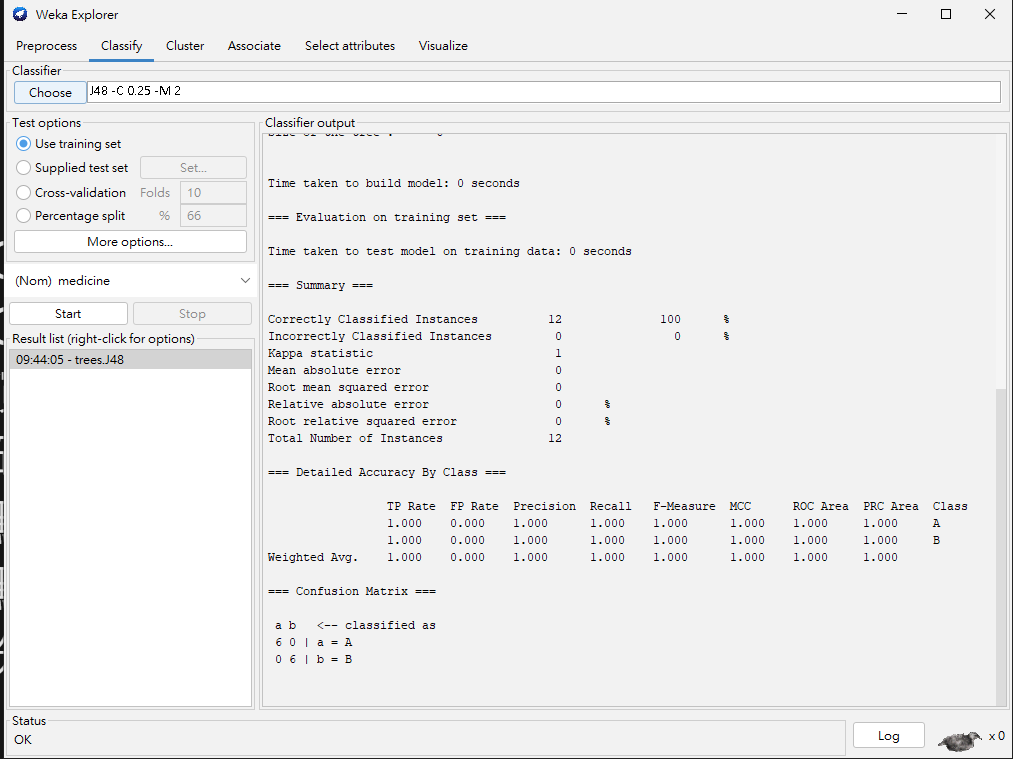 Weka Explorer
Preprocess Classify Cluster Associate Select attributes Visualize
Classifier
Choose J48 -C 0.25 -M 2
Test options
Use training set
Supplied test set Set...
Cross-validation Folds 10
Percentage split % 66
More options...
(Nom) medicine
Start Stop
Result list (right-click for options)
09:44:05 - trees.J48
Classifier output
Time taken to build model: 0 seconds
=== Evaluation on training set ===
Time taken to test model on training data: 0 seconds
=== Summary ===
Correctly Classified Instances 12 100 %
Incorrectly Classified Instances 0 0 %
Kappa statistic 1
Mean absolute error 0
Root mean squared error 0
Relative absolute error 0 %
Root relative squared error 0 %
Total Number of Instances 12
=== Detailed Accuracy By Class ===
TP Rate FP Rate Precision Recall F-Measure MCC ROC Area PRC Area Class
1.000 0.000 1.000 1.000 1.000 1.000 1.000 1.000 A
1.000 0.000 1.000 1.000 1.000 1.000 1.000 1.000 B
Weighted Avg. 1.000 0.000 1.000 1.000 1.000 1.000 1.000 1.000
=== Confusion Matrix ===
a b <-- classified as
6 0 | a = A
0 6 | b = B
Status
OK
Log
x 0